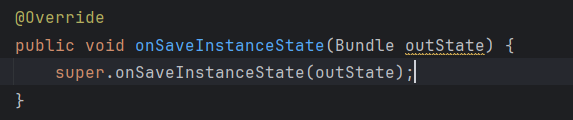 @Override
public void onSaveInstanceState(Bundle outState) {
    super.onSaveInstanceState(outState);
}